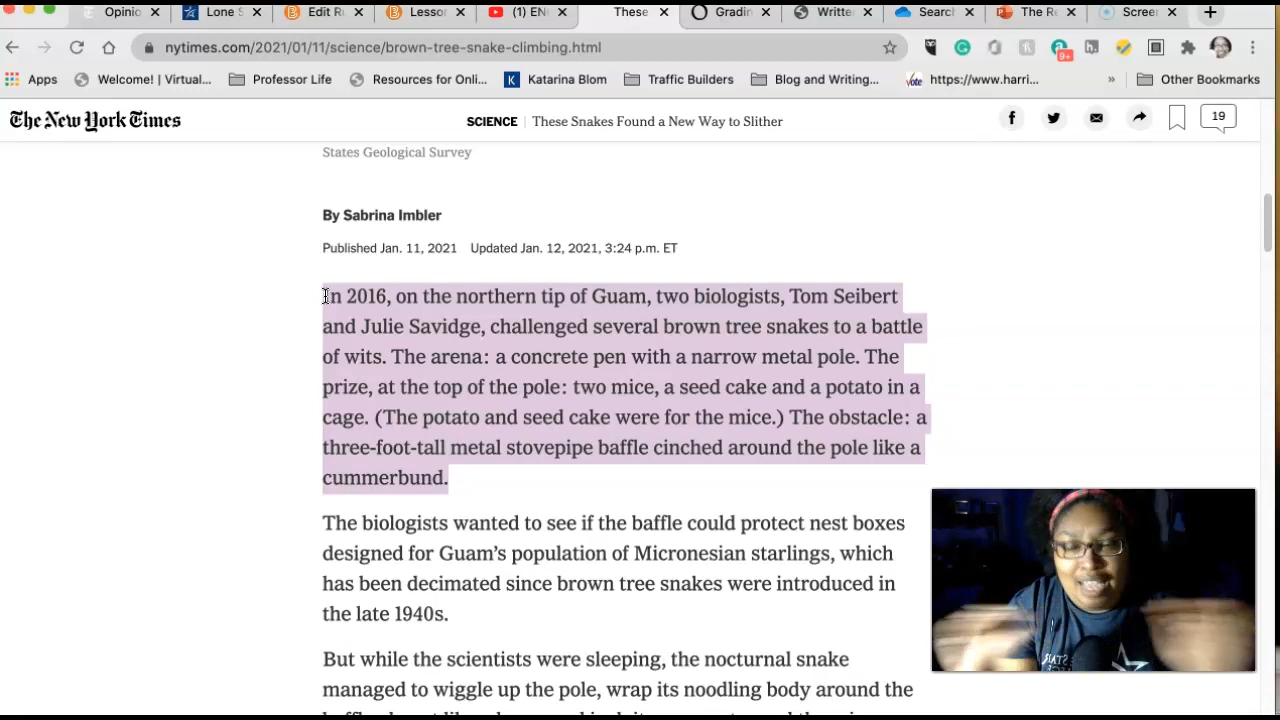 Opinio
Lone S
Edit Ru
Lesson
(1) EN
These
Gradin
Writte
Search
The Re
Screen
nytimes.com/2021/01/11/science/brown-tree-snake-climbing.html
9+
Apps
Welcome! | Virtual...
Professor Life
Resources for Onli...
K
Katarina Blom
Traffic Builders
Blog and Writing...
vote
https://www.harri...
»
Other Bookmarks
The New York Times
SCIENCE | These Snakes Found a New Way to Slither
19
States Geological Survey
By Sabrina Imbler
Published Jan. 11, 2021 Updated Jan. 12, 2021, 3:24 p.m. ET
In 2016, on the northern tip of Guam, two biologists, Tom Seibert
and Julie Savidge, challenged several brown tree snakes to a battle
of wits. The arena: a concrete pen with a narrow metal pole. The
prize, at the top of the pole: two mice, a seed cake and a potato in a
cage. (The potato and seed cake were for the mice.) The obstacle: a
three-foot-tall metal stovepipe baffle cinched around the pole like a
cummerbund.
The biologists wanted to see if the baffle could protect nest boxes
designed for Guam's population of Micronesian starlings, which
has been decimated since brown tree snakes were introduced in
the late 1940s.
But while the scientists were sleeping, the nocturnal snake
managed to wiggle up the pole, wrap its noodling body around the